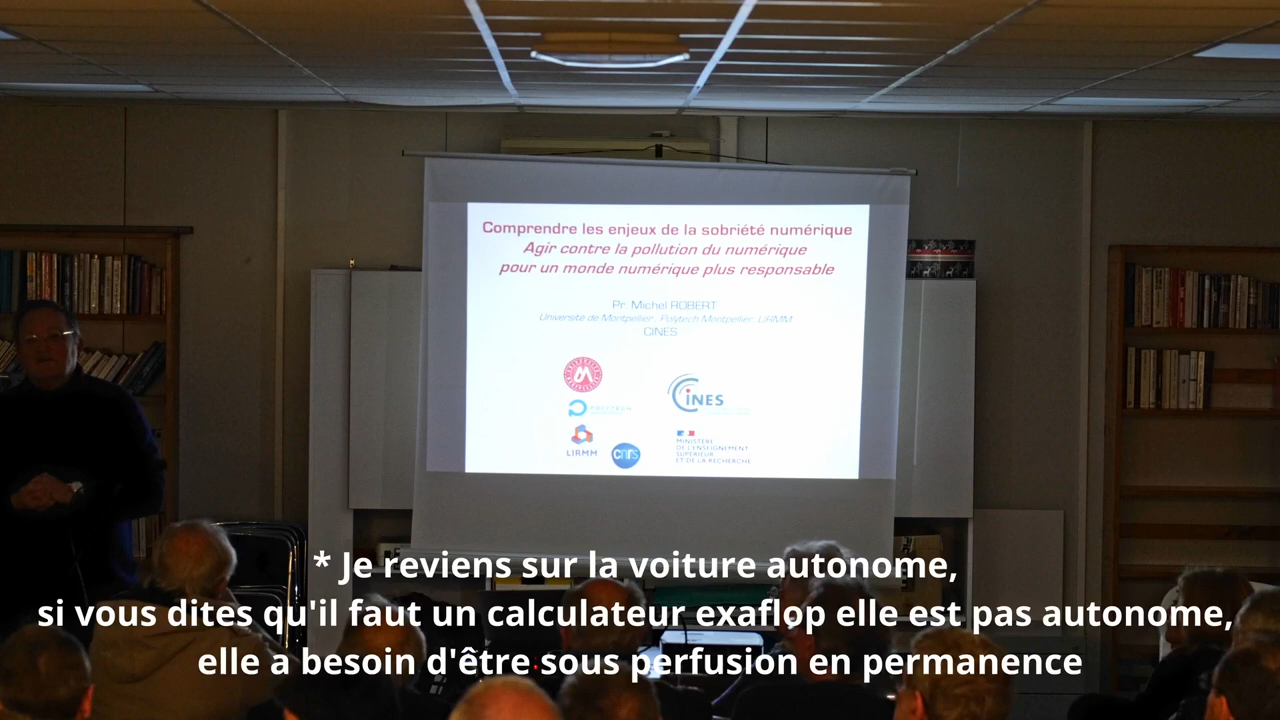 Comprendre les enjeux de la sobriété numérique
Agir contre la pollution du numérique
pour un monde numérique plus responsable
Pr. Michel ROBERT
Université de Montpellier, Polytech Montpellier, LIRMM
CINES
CINES
POLYTECH
LIRMM
cnrs
MINISTÈRE
DE L'ENSEIGNEMENT
SUPÉRIEUR
ET DE LA RECHERCHE
* Je reviens sur la voiture autonome,
si vous dites qu'il faut un calculateur exaflop elle est pas autonome,
elle a besoin d'être sous perfusion en permanence